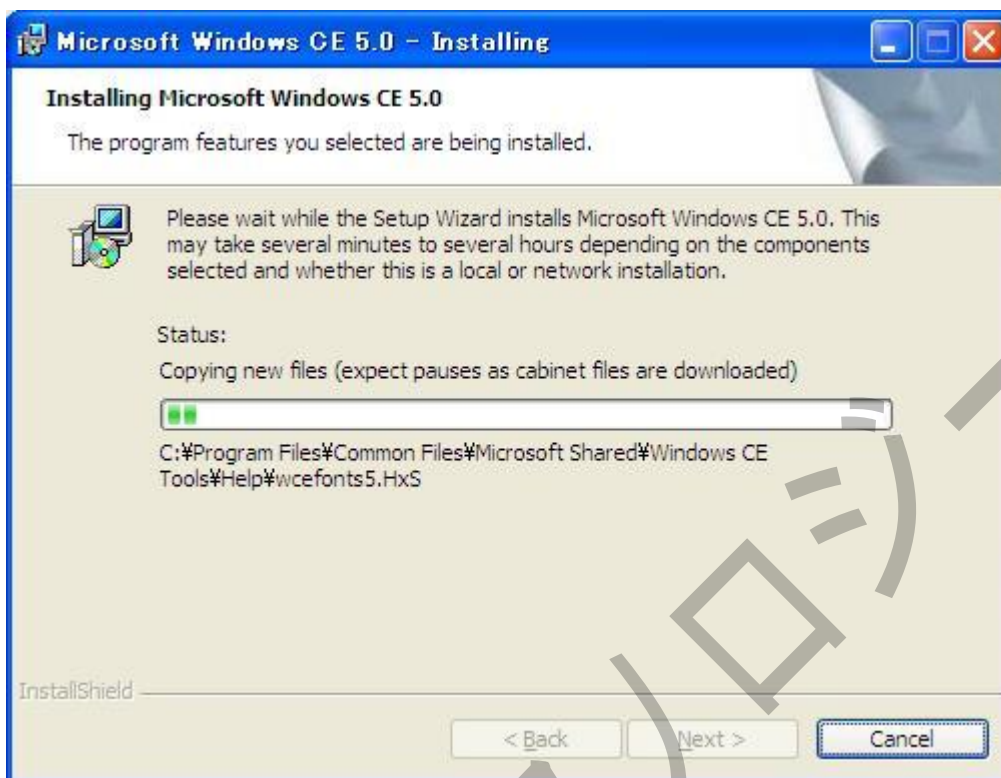 Microsoft Windows CE 5.0 - Installing
Installing Microsoft Windows CE 5.0
The program features you selected are being installed.
Please wait while the Setup Wizard installs Microsoft Windows CE 5.0. This
may take several minutes to several hours depending on the components
selected and whether this is a local or network installation.
Status:
Copying new files (expect pauses as cabinet files are downloaded)
C:¥Program Files¥Common Files¥Microsoft Shared¥Windows CE
Tools¥Help¥wcefonts5.HxS
InstallShield
< Back
Next >
Cancel
ノロジー